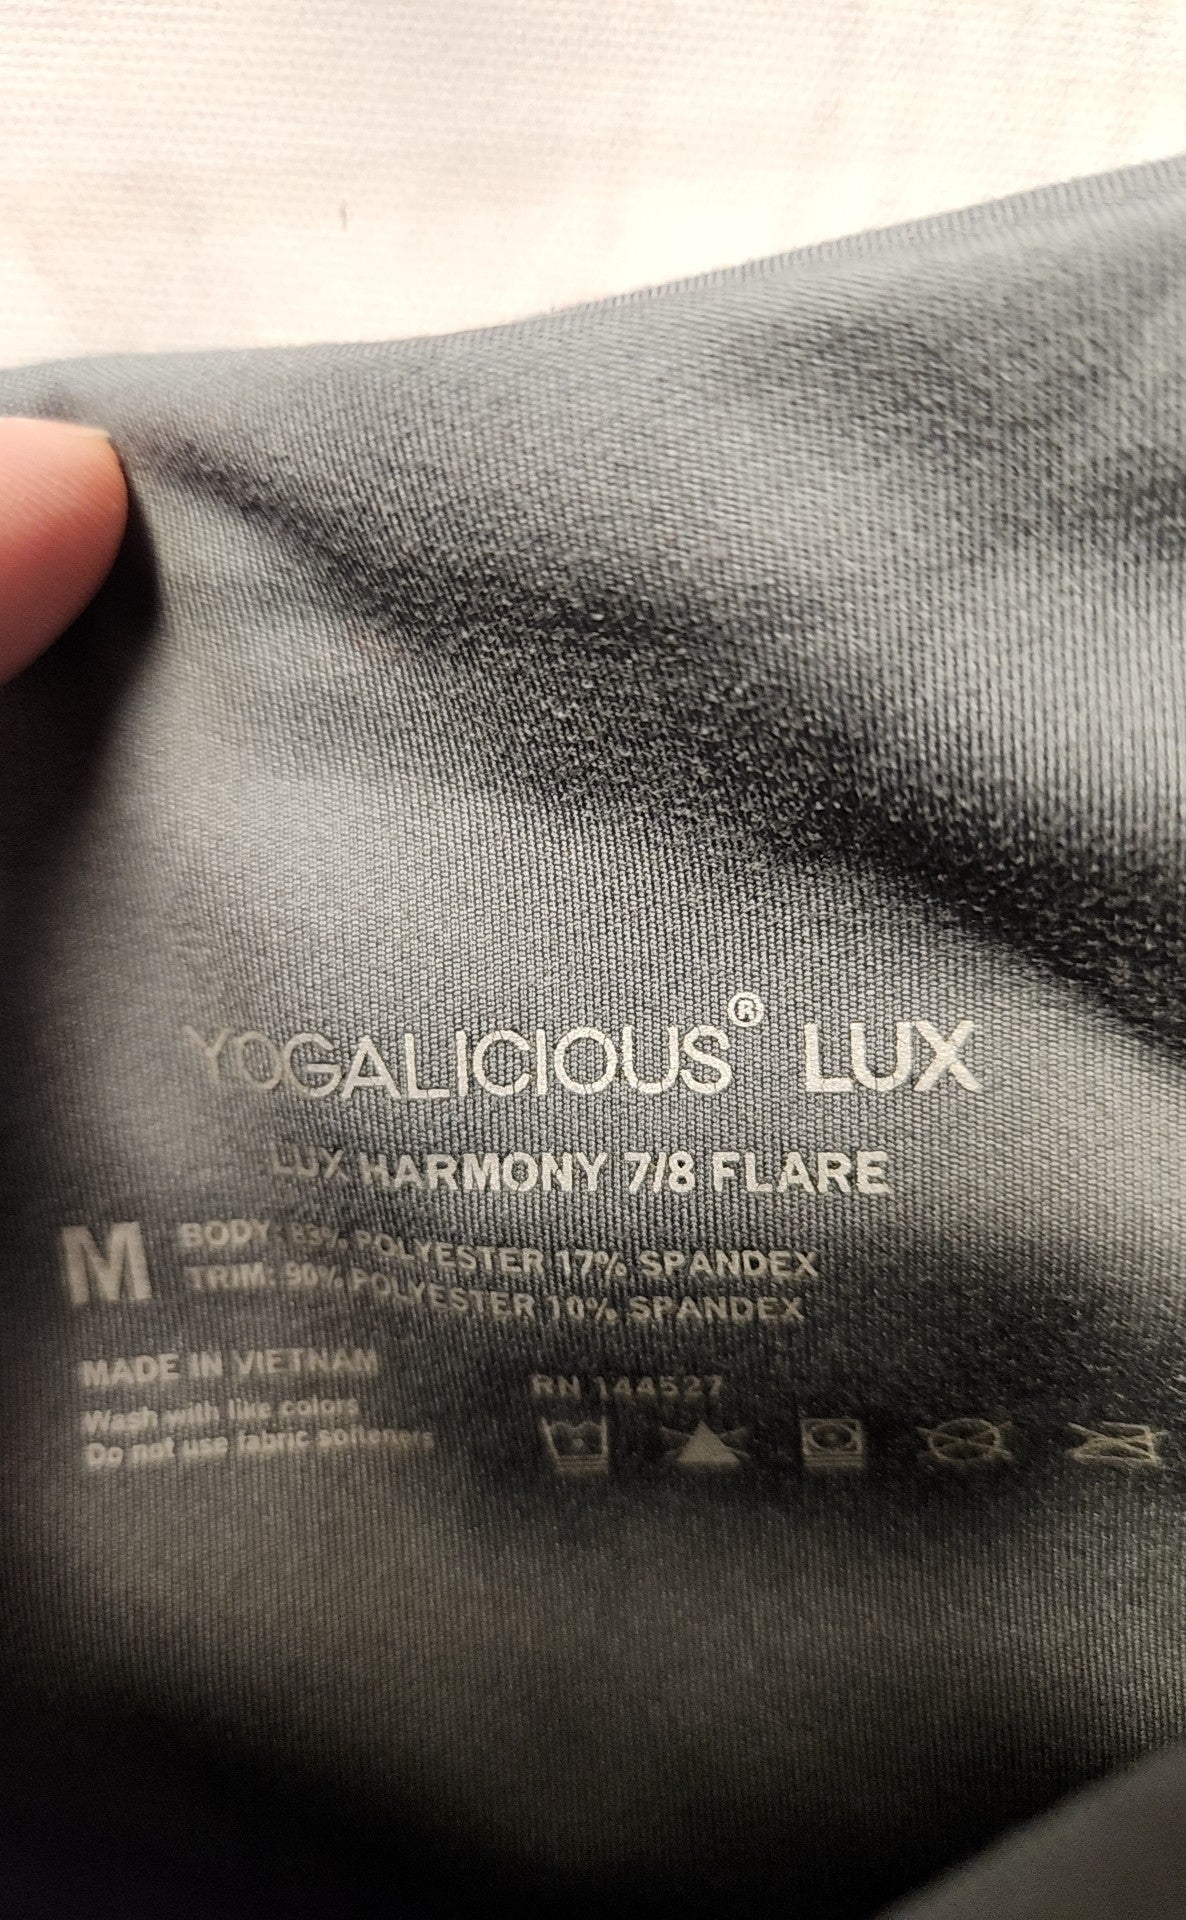 YOGALICIOUS® LUX
LUX HARMONY 7/8 FLARE
M
BODY: 83% POLYESTER 17% SPANDEX
TRIM: 90% POLYESTER 10% SPANDEX
MADE IN VIETNAM
RN 144527
Wash with like colors
Do not use fabric softeners